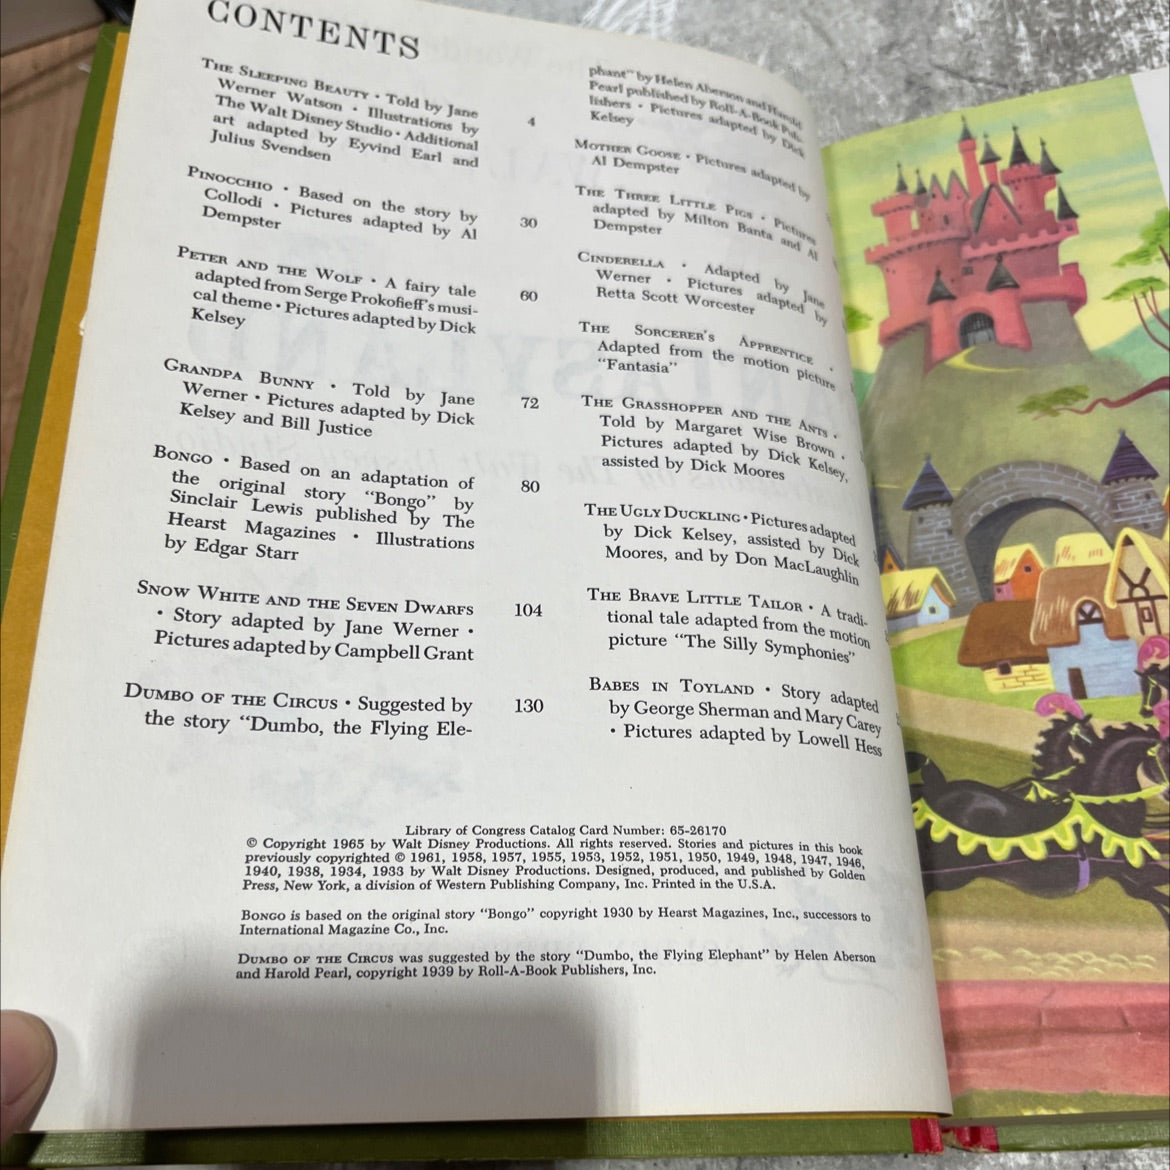 CONTENTS
THE SLEEPING BEAUTY • Told by Jane
Werner Watson • Illustrations by
The Walt Disney Studio • Additional
art adapted by Eyvind Earl and
Julius Svendsen
4
PINOCCHIO • Based on the story by
Collodi • Pictures adapted by Al
Dempster
30
PETER AND THE WOLF • A fairy tale
adapted from Serge Prokofieff's musi-
cal theme • Pictures adapted by Dick
Kelsey
60
GRANDPA BUNNY • Told by Jane
Werner • Pictures adapted by Dick
Kelsey and Bill Justice
72
BONGO • Based on an adaptation of
the original story "Bongo" by
Sinclair Lewis published by The
Hearst Magazines • Illustrations
by Edgar Starr
80
SNOW WHITE AND THE SEVEN DWARFS
• Story adapted by Jane Werner •
Pictures adapted by Campbell Grant
104
DUMBO OF THE CIRCUS • Suggested by
the story "Dumbo, the Flying Ele-
130
phant" by Helen Aberson and Harold
Pearl published by Roll-A-Book Pub-
lishers • Pictures adapted by Dick
Kelsey
MOTHER GOOSE • Pictures adapted by
Al Dempster
THE THREE LITTLE PIGS • Pictures
adapted by Milton Banta and Al
Dempster
CINDERELLA • Adapted by Jane
Werner • Pictures adapted by
Retta Scott Worcester
THE SORCERER'S APPRENTICE •
Adapted from the motion picture
"Fantasia"
THE GRASSHOPPER AND THE ANTS •
Told by Margaret Wise Brown •
Pictures adapted by Dick Kelsey,
assisted by Dick Moores
THE UGLY DUCKLING • Pictures adapted
by Dick Kelsey, assisted by Dick
Moores, and by Don MacLaughlin
THE BRAVE LITTLE TAILOR • A tradi-
tional tale adapted from the motion
picture "The Silly Symphonies"
BABES IN TOYLAND • Story adapted
by George Sherman and Mary Carey
• Pictures adapted by Lowell Hess
Library of Congress Catalog Card Number: 65-26170
© Copyright 1965 by Walt Disney Productions. All rights reserved. Stories and pictures in this book
previously copyrighted © 1961, 1958, 1957, 1955, 1953, 1952, 1951, 1950, 1949, 1948, 1947, 1946,
1940, 1938, 1934, 1933 by Walt Disney Productions. Designed, produced, and published by Golden
Press, New York, a division of Western Publishing Company, Inc. Printed in the U.S.A.
BONGO is based on the original story "Bongo" copyright 1930 by Hearst Magazines, Inc., successors to
International Magazine Co., Inc.
DUMBO OF THE CIRCUS was suggested by the story "Dumbo, the Flying Elephant" by Helen Aberson
and Harold Pearl, copyright 1939 by Roll-A-Book Publishers, Inc.